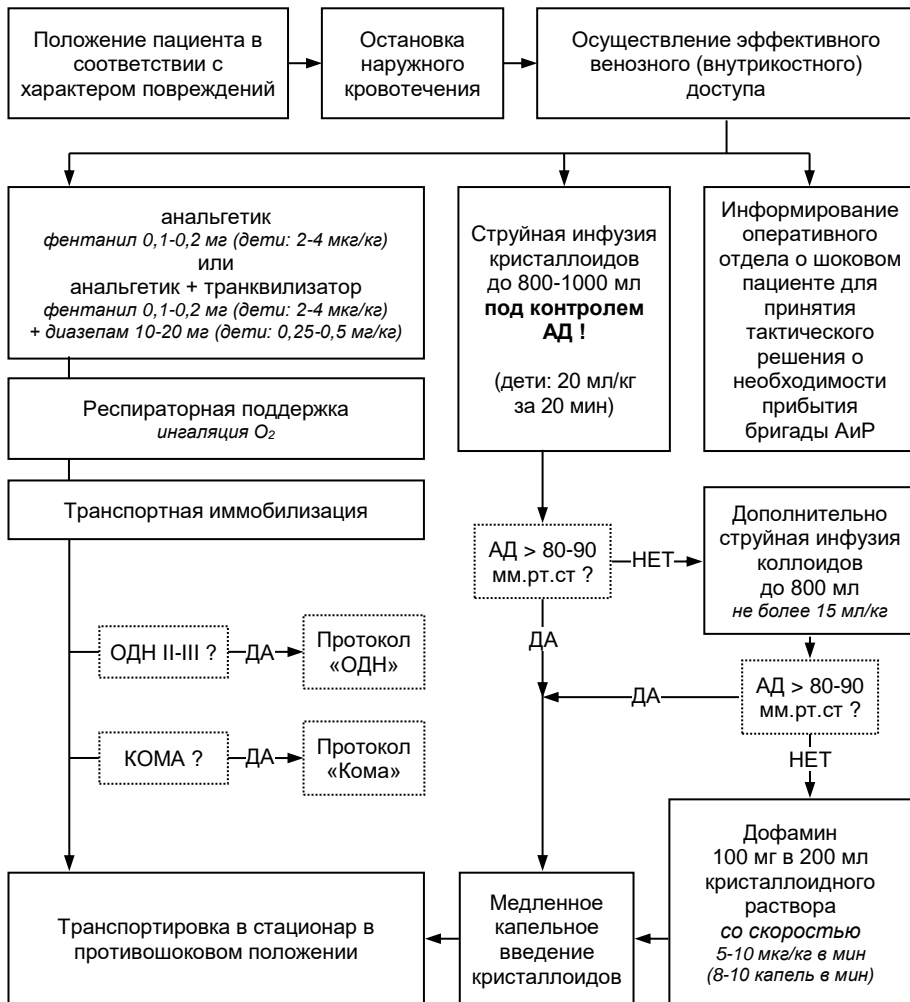 Положение пациента в
соответствии с
характером повреждений
Остановка
наружного
кровотечения
Осуществление эффективного
венозного (внутрикостного)
доступа
анальгетик
фентанил 0,1-0,2 мг (дети: 2-4 мкг/кг)
или
анальгетик + транквилизатор
фентанил 0,1-0,2 мг (дети: 2-4 мкг/кг)
+ диазепам 10-20 мг (дети: 0,25-0,5 мg/кг)
Струйная инфузия
кристаллоидов
до 800-1000 мл
под контролем
АД !
(дети: 20 мл/кг
за 20 мин)
Информирование
оперативного
отдела о шоковом
пациенте для
принятия
тактического
решения о
необходимости
прибытия
бригады АиР
Респираторная поддержка
ингаляция О₂
Транспортная иммобилизация
АД > 80-90
мм.рт.ст ?
НЕТ
Дополнительно
струйная инфузия
коллоидов
до 800 мл
не более 15 мл/кг
ДА
ОДН II-III ?
ДА
Протокол
«ОДН»
ДА
АД > 80-90
мм.рт.ст ?
КОМА ?
ДА
Протокол
«Кома»
НЕТ
Дофамин
100 мг в 200 мл
кристаллоидного
раствора
со скоростью
5-10 мкг/кг в мин
(8-10 капель в мин)
Медленное
капельное
введение
кристаллоидов
Транспортировка в стационар в
противошоковом положении